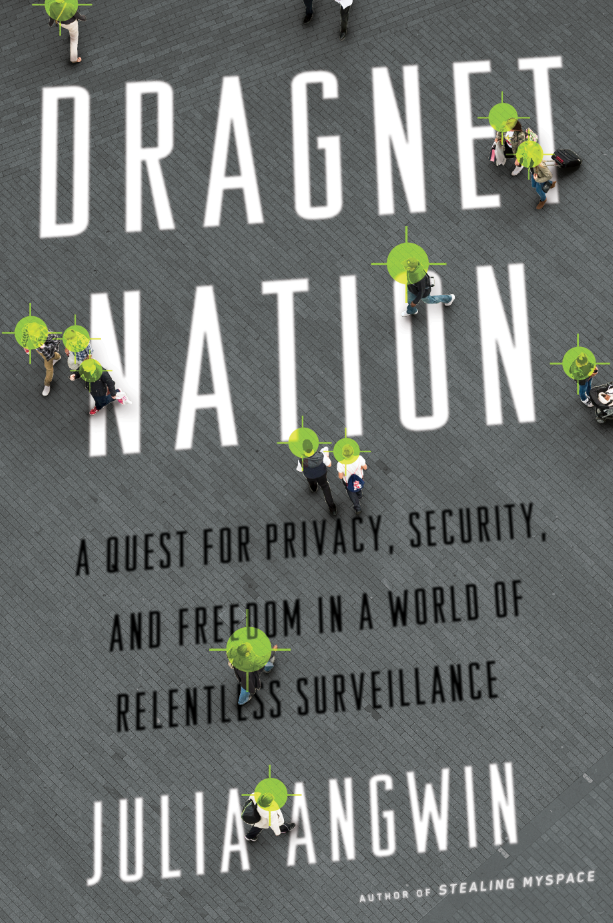 DRAGNET
NATION
A QUEST FOR PRIVACY, SECURITY,
AND FREEDOM IN A WORLD OF
RELENTLESS SURVEILLANCE
JULIA ANGWIN
AUTHOR OF STEALING MYSPACE